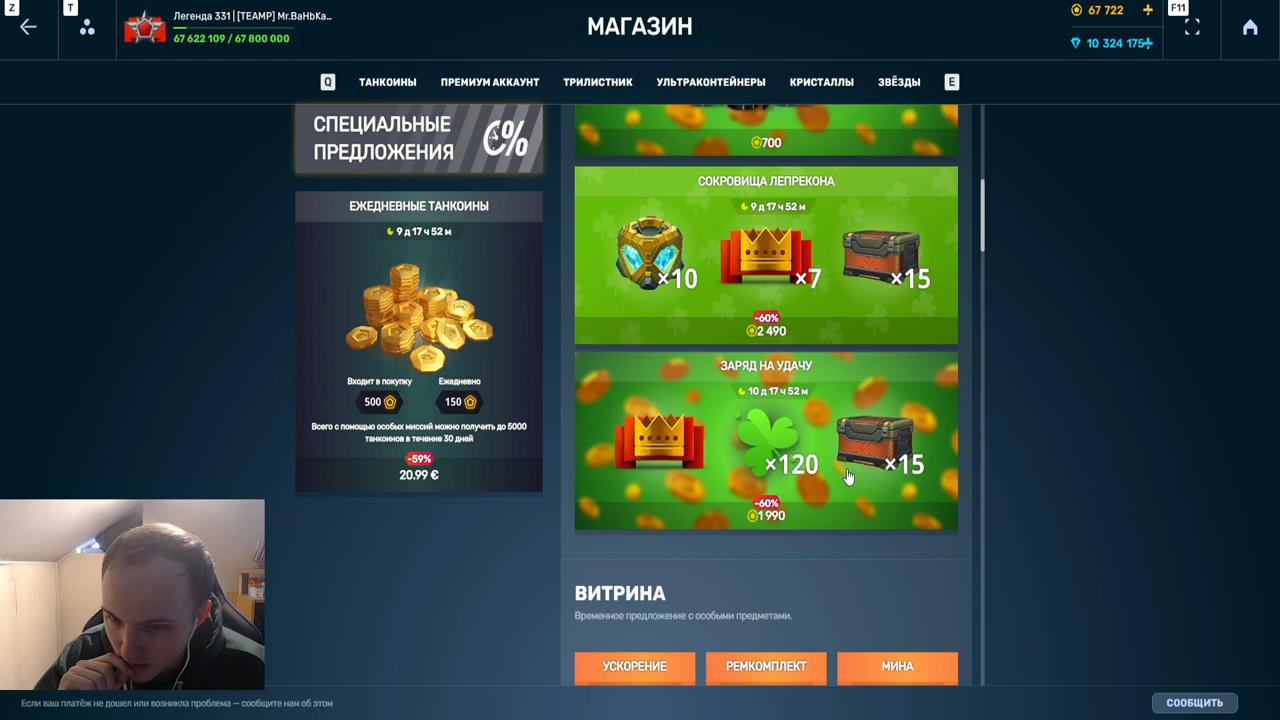 Z
T
Легенда 331 | [TEAMP] Mr.BaHbKa...
67 622 109 / 67 800 000
МАГАЗИН
67 722
10 324 175
F11
Q
ТАНКОИНЫ
ПРЕМИУМ АККАУНТ
ТРИЛИСТНИК
УЛЬТРАКОНТЕЙНЕРЫ
КРИСТАЛЛЫ
ЗВЁЗДЫ
E
СПЕЦИАЛЬНЫЕ
ПРЕДЛОЖЕНИЯ
%
ЕЖЕДНЕВНЫЕ ТАНКОИНЫ
9 д 17 ч 52 м
Входит в покупку
Ежедневно
500
150
Всего с помощью особых миссий можно получить до 5000
танкоинов в течение 30 дней
-59%
20.99 €
700
СОКРОВИЩА ЛЕПРЕКОНА
9 д 17 ч 52 м
×10
×7
×15
-60%
2 490
ЗАРЯД НА УДАЧУ
10 д 17 ч 52 м
×120
×15
-60%
1 990
ВИТРИНА
Временное предложение с особыми предметами.
УСКОРЕНИЕ
РЕМКОМПЛЕКТ
МИНА
Если ваш платёж не дошел или возникла проблема — сообщите нам об этом
СООБЩИТЬ